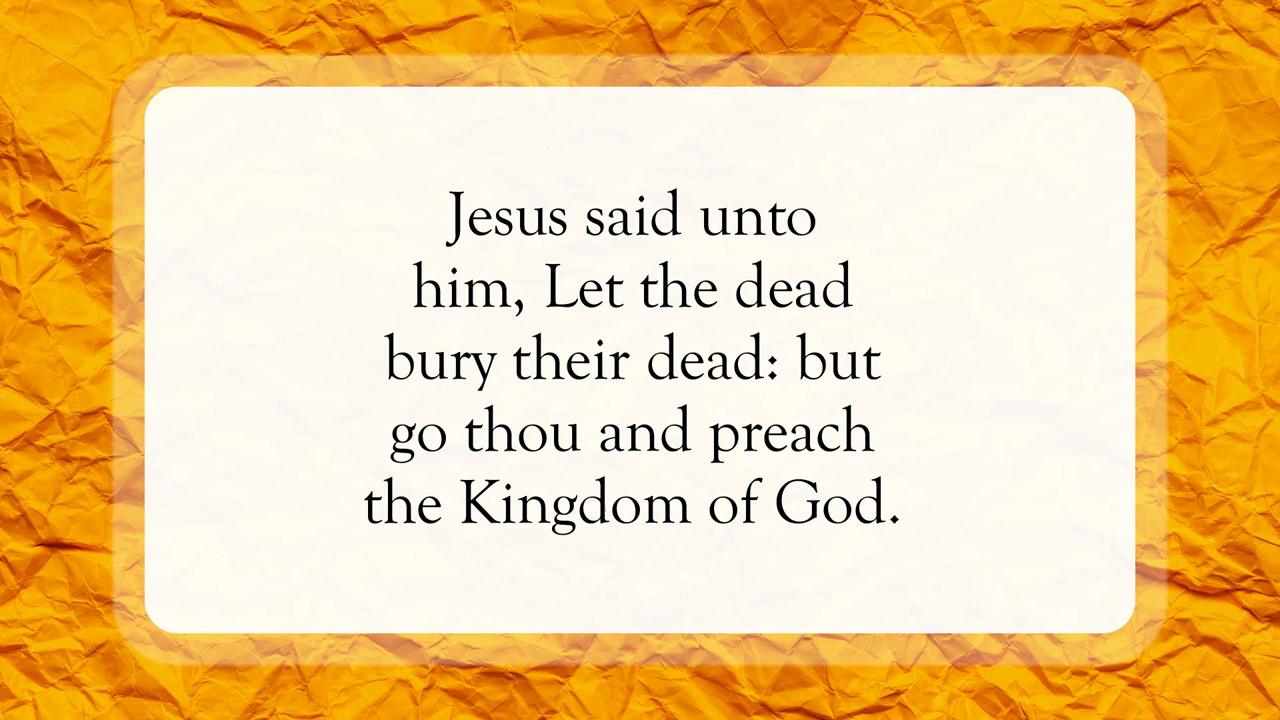 Jesus said unto
him, Let the dead
bury their dead: but
go thou and preach
the Kingdom of God.